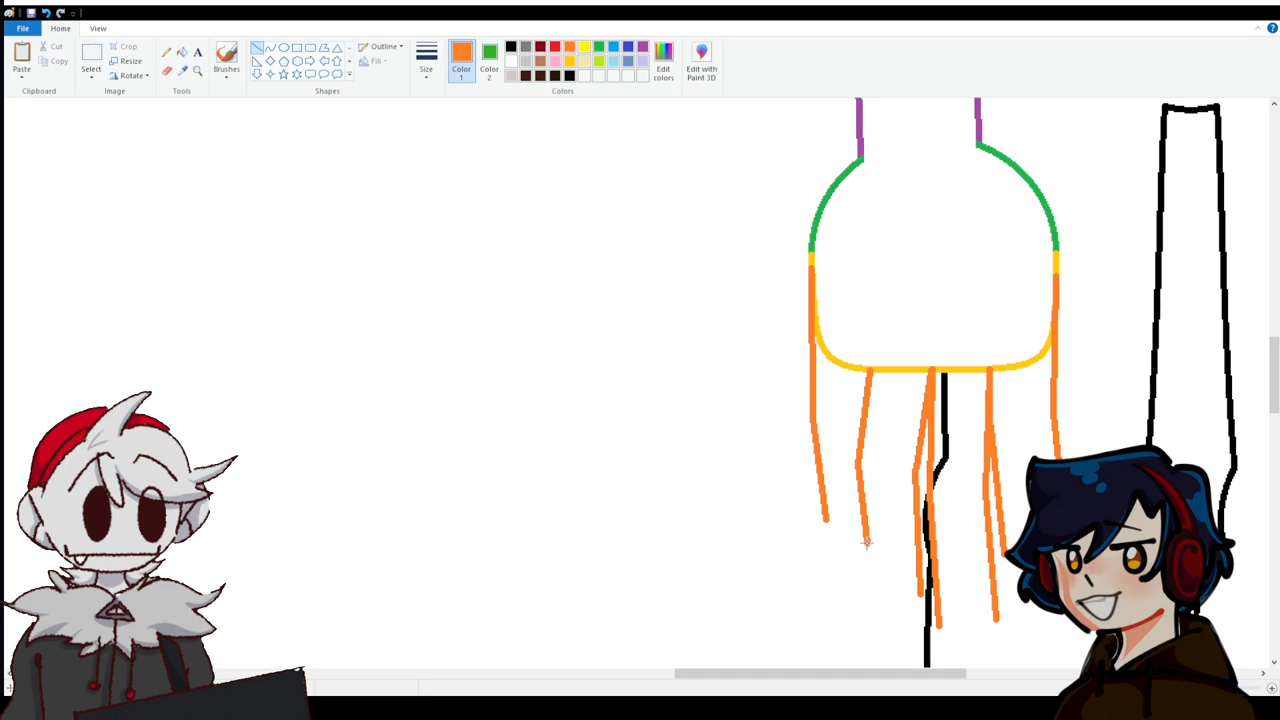 File
Home
View
Paste
Cut
Copy
Clipboard
Select
Crop
Resize
Rotate
Image
Tools
Brushes
Shapes
Outline
Fill
Size
Color
1
Color
2
Edit
colors
Colors
Edit with
Paint 3D